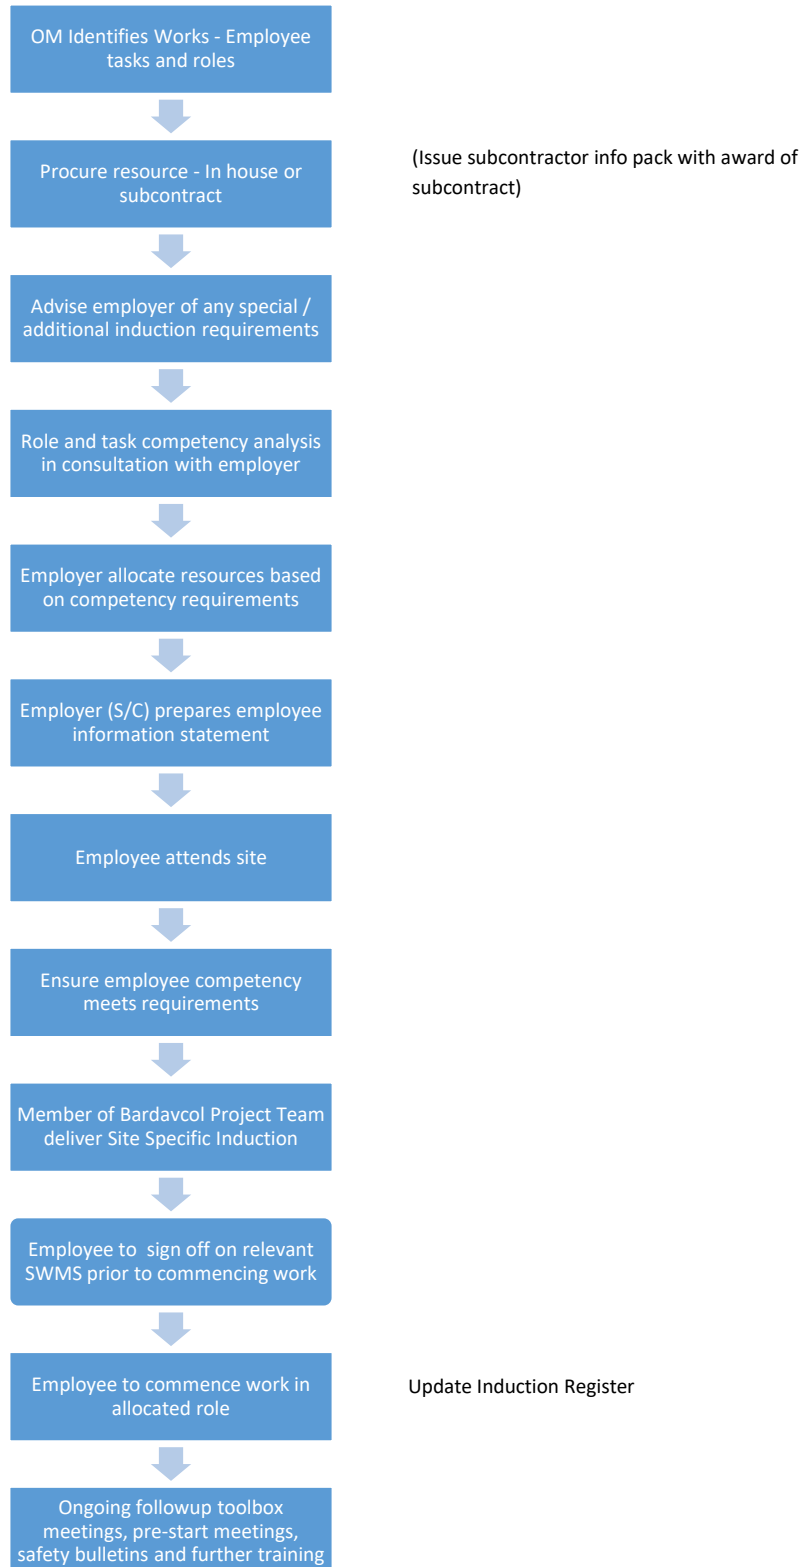 OM Identifies Works - Employee
tasks and roles
Procure resource - In house or
subcontract
(Issue subcontractor info pack with award of
subcontract)
Advise employer of any special /
additional induction requirements
Role and task competency analysis
in consultation with employer
Employer allocate resources based
on competency requirements
Employer (S/C) prepares employee
information statement
Employee attends site
Ensure employee competency
meets requirements
Member of Bardavcol Project Team
deliver Site Specific Induction
Employee to  sign off on relevant
SWMS prior to commencing work
Employee to commence work in
allocated role
Update Induction Register
Ongoing followup toolbox
meetings, pre-start meetings,
safety bulletins and further training